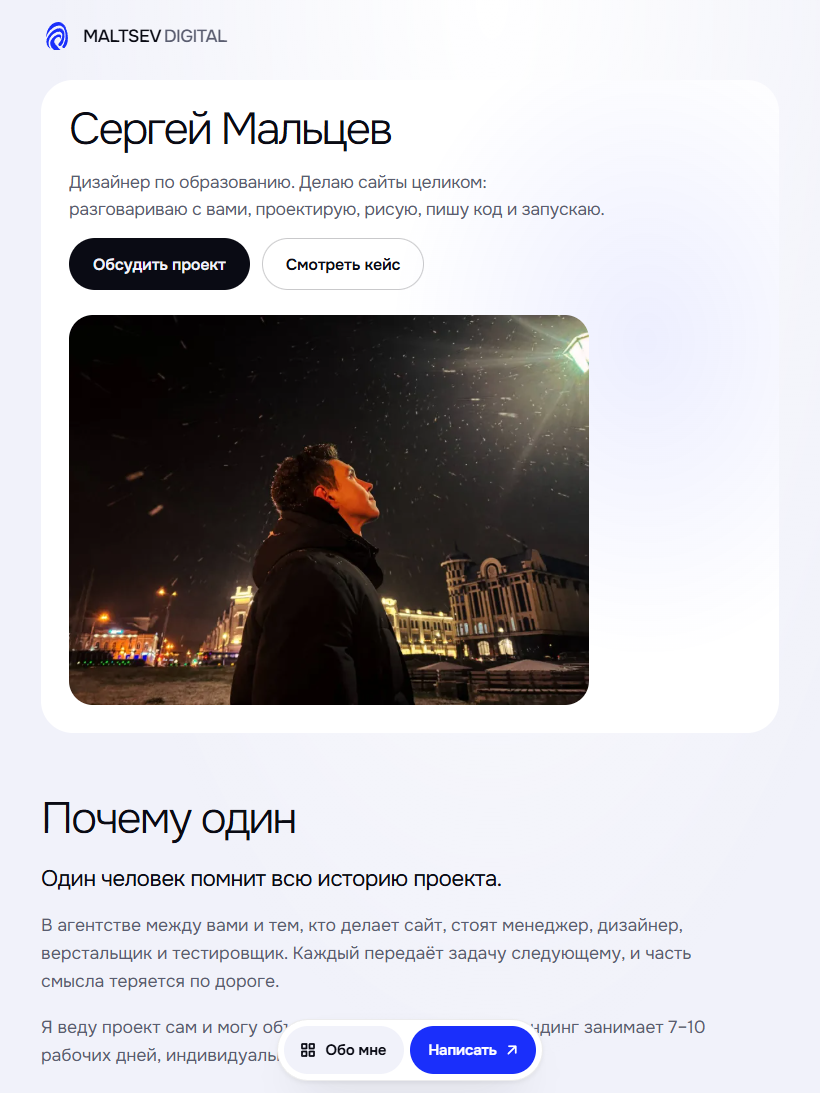 MALTSEV DIGITAL
Сергей Мальцев
Дизайнер по образованию. Делаю сайты целиком:
разговариваю с вами, проектирую, рисую, пишу код и запускаю.
Обсудить проект
Смотреть кейс
Почему один
Один человек помнит всю историю проекта.
В агентстве между вами и тем, кто делает сайт, стоят менеджер, дизайнер,
верстальщик и тестировщик. Каждый передаёт задачу следующему, и часть
смысла теряется по дороге.
Я веду проект сам и могу занимает 7–10
рабочих дней,
Обо мне
Написать